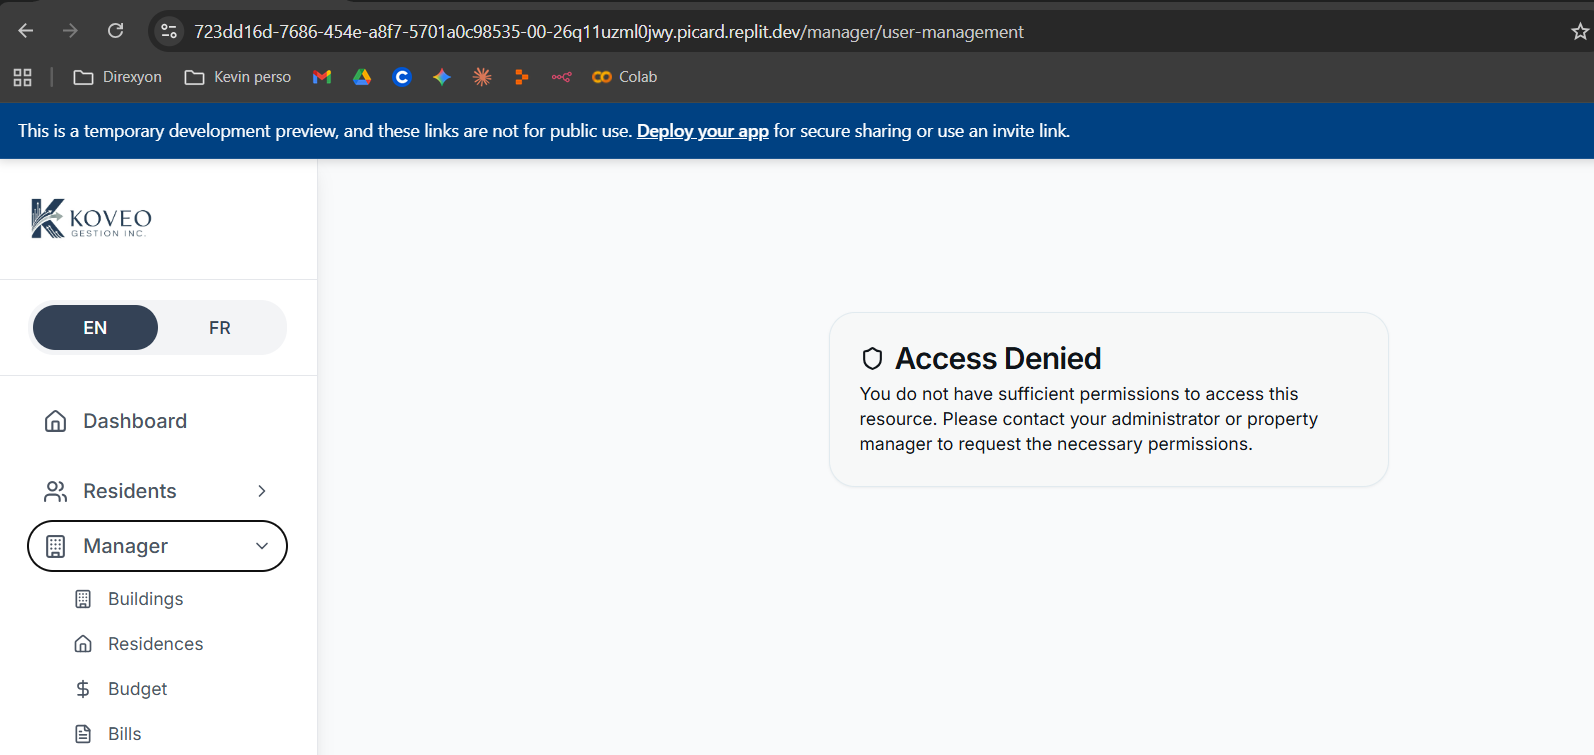 723dd16d-7686-454e-a8f7-5701a0c98535-00-26q11uzml0jwy.picard.replit.dev/manager/user-management
Direxyon
Kevin perso
Colab
This is a temporary development preview, and these links are not for public use. Deploy your app for secure sharing or use an invite link.
KOVEO
GESTION INC.
EN
FR
Dashboard
Residents
Manager
Buildings
Residences
Budget
Bills
Access Denied
You do not have sufficient permissions to access this
resource. Please contact your administrator or property
manager to request the necessary permissions.